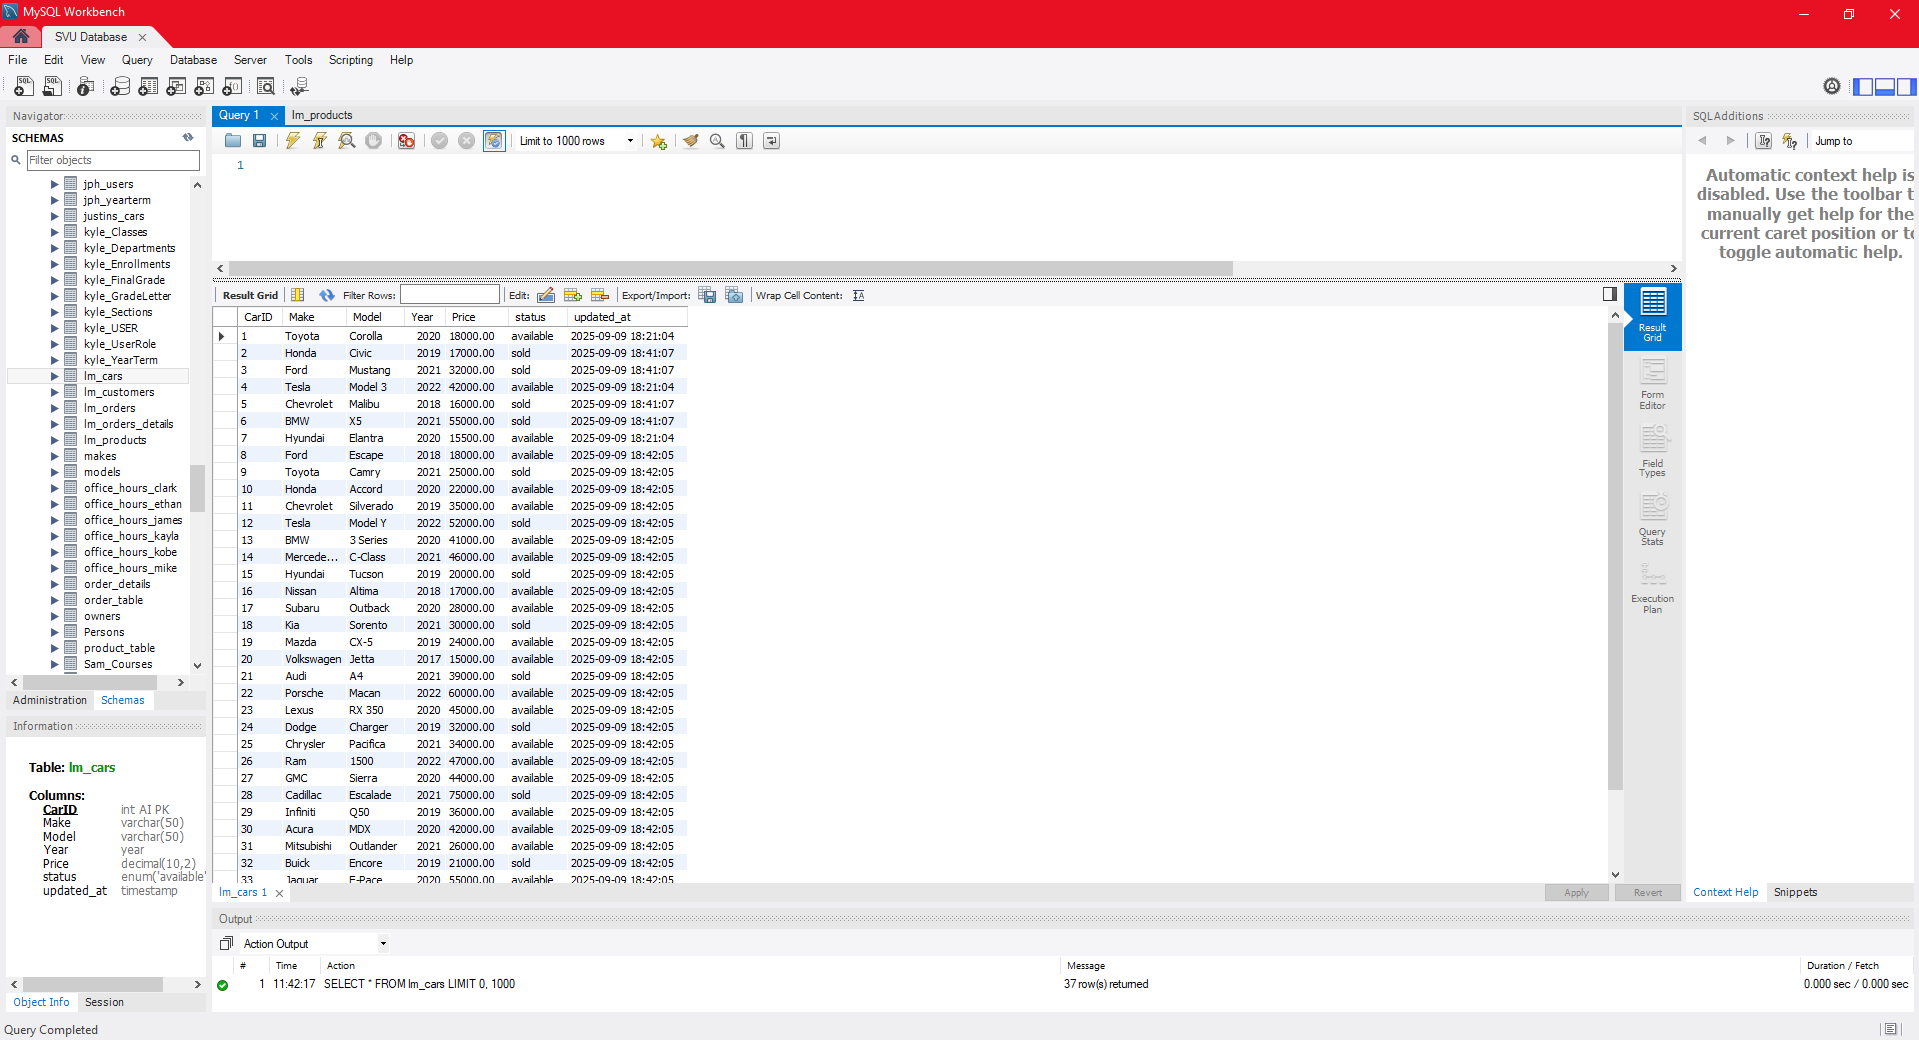 MySQL Workbench
SVU Database
File Edit View Query Database Server Tools Scripting Help
Navigator
SCHEMAS
Filter objects
jph_users
jph_yearterm
justins_cars
kyle_Classes
kyle_Departments
kyle_Enrollments
kyle_FinalGrade
kyle_GradeLetter
kyle_Sections
kyle_USER
kyle_UserRole
kyle_YearTerm
lm_cars
lm_customers
lm_orders
lm_orders_details
lm_products
makes
models
office_hours_clark
office_hours_ethan
office_hours_james
office_hours_kayla
office_hours_kobe
office_hours_mike
order_details
order_table
owners
Persons
product_table
Sam_Courses
Administration Schemas
Information
Table: lm_cars
Columns:
CarID int AI PK
Make varchar(50)
Model varchar(50)
Year year
Price decimal(10,2)
status enum('available'
updated_at timestamp
Object Info Session
Query Completed
Query 1 lm_products
Limit to 1000 rows
1
Result Grid Filter Rows: Edit: Export/Import: Wrap Cell Content:
CarID Make Model Year Price status updated_at
1 Toyota Corolla 2020 18000.00 available 2025-09-09 18:21:04
2 Honda Civic 2019 17000.00 sold 2025-09-09 18:41:07
3 Ford Mustang 2021 32000.00 sold 2025-09-09 18:41:07
4 Tesla Model 3 2022 42000.00 available 2025-09-09 18:21:04
5 Chevrolet Malibu 2018 16000.00 sold 2025-09-09 18:41:07
6 BMW X5 2021 55000.00 sold 2025-09-09 18:41:07
7 Hyundai Elantra 2020 15500.00 available 2025-09-09 18:21:04
8 Ford Escape 2018 18000.00 available 2025-09-09 18:42:05
9 Toyota Camry 2021 25000.00 sold 2025-09-09 18:42:05
10 Honda Accord 2020 22000.00 available 2025-09-09 18:42:05
11 Chevrolet Silverado 2019 35000.00 available 2025-09-09 18:42:05
12 Tesla Model Y 2022 52000.00 sold 2025-09-09 18:42:05
13 BMW 3 Series 2020 41000.00 available 2025-09-09 18:42:05
14 Mercede... C-Class 2021 46000.00 available 2025-09-09 18:42:05
15 Hyundai Tucson 2019 20000.00 sold 2025-09-09 18:42:05
16 Nissan Altima 2018 17000.00 available 2025-09-09 18:42:05
17 Subaru Outback 2020 28000.00 available 2025-09-09 18:42:05
18 Kia Sorento 2021 30000.00 sold 2025-09-09 18:42:05
19 Mazda CX-5 2019 24000.00 available 2025-09-09 18:42:05
20 Volkswagen Jetta 2017 15000.00 available 2025-09-09 18:42:05
21 Audi A4 2021 39000.00 sold 2025-09-09 18:42:05
22 Porsche Macan 2022 60000.00 available 2025-09-09 18:42:05
23 Lexus RX 350 2020 45000.00 available 2025-09-09 18:42:05
24 Dodge Charger 2019 32000.00 sold 2025-09-09 18:42:05
25 Chrysler Pacifica 2021 34000.00 available 2025-09-09 18:42:05
26 Ram 1500 2022 47000.00 available 2025-09-09 18:42:05
27 GMC Sierra 2020 44000.00 available 2025-09-09 18:42:05
28 Cadillac Escalade 2021 75000.00 sold 2025-09-09 18:42:05
29 Infiniti Q50 2019 36000.00 available 2025-09-09 18:42:05
30 Acura MDX 2020 42000.00 available 2025-09-09 18:42:05
31 Mitsubishi Outlander 2021 26000.00 available 2025-09-09 18:42:05
32 Buick Encore 2019 21000.00 sold 2025-09-09 18:42:05
33 Jaguar F-Pace 2020 55000.00 available 2025-09-09 18:42:05
Result
Grid
Form
Editor
Field
Types
Query
Stats
Execution
Plan
lm_cars 1
Apply Revert
Output
Action Output
# Time Action Message Duration / Fetch
1 11:42:17 SELECT * FROM lm_cars LIMIT 0, 1000 37 row(s) returned 0.000 sec / 0.000 sec
SQLAdditions
Jump to
Automatic context help is
disabled. Use the toolbar t
manually get help for the
current caret position or to
toggle automatic help.
Context Help Snippets